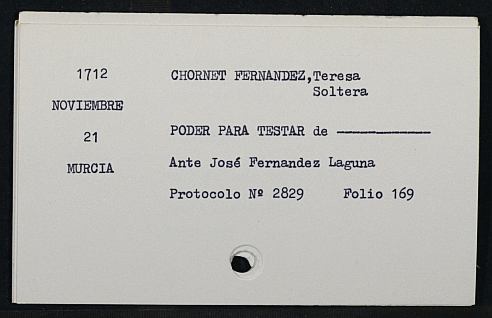 1712
NOVIEMBRE
21
MURCIA
CHORNET FERNANDEZ,Teresa
Soltera
PODER PARA TESTAR de ——————
Ante José Fernandez Laguna
Protocolo Nº 2829 Folio 169